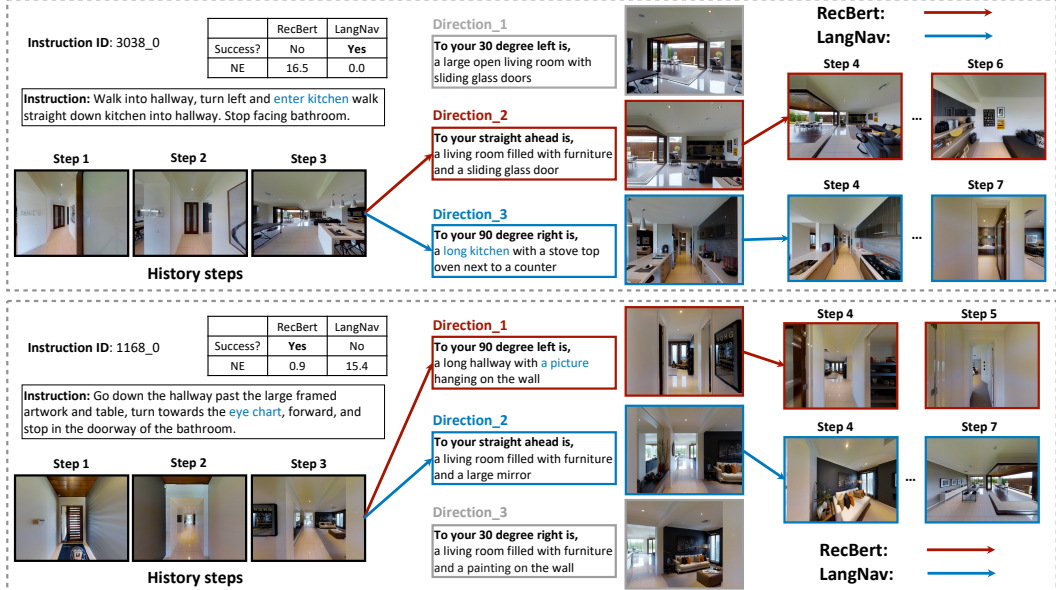 Instruction ID: 3038_0
RecBert LangNav
Success? No Yes
NE 16.5 0.0
Instruction: Walk into hallway, turn left and enter kitchen walk
straight down kitchen into hallway. Stop facing bathroom.
Step 1 Step 2 Step 3
History steps
Direction_1
To your 30 degree left is,
a large open living room with
sliding glass doors
Direction_2
To your straight ahead is,
a living room filled with furniture
and a sliding glass door
Direction_3
To your 90 degree right is,
a long kitchen with a stove top
oven next to a counter
RecBert:
LangNav:
Step 4 Step 6
...
Step 4 Step 7
...
Instruction ID: 1168_0
RecBert LangNav
Success? Yes No
NE 0.9 15.4
Instruction: Go down the hallway past the large framed
artwork and table, turn towards the eye chart, forward, and
stop in the doorway of the bathroom.
Step 1 Step 2 Step 3
History steps
Direction_1
To your 90 degree left is,
a long hallway with a picture
hanging on the wall
Direction_2
To your straight ahead is,
a living room filled with furniture
and a large mirror
Direction_3
To your 30 degree right is,
a living room filled with furniture
and a painting on the wall
Step 4 Step 5
Step 4 Step 7
...
RecBert:
LangNav: